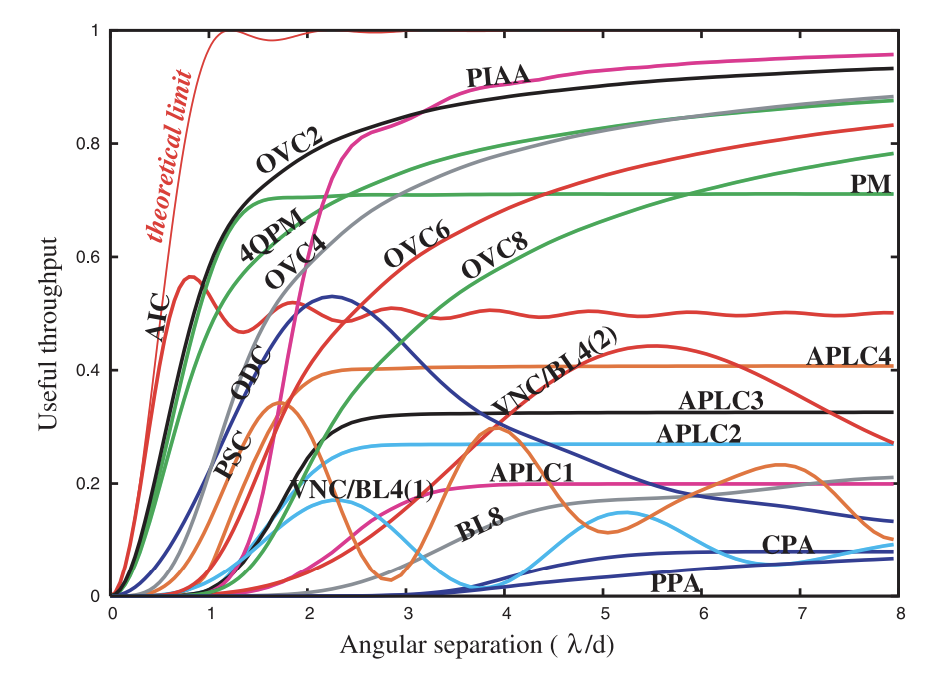 1
0.8
0.6
0.4
0.2
0
0 1 2 3 4 5 6 7 8
Useful throughput
Angular separation ( λ/d)
theoretical limit
PIAA
OVC2
PM
4QPM
OVC4
OVC6
OVC8
AIC
ODC
VNC/BL4(2)
APLC4
APLC3
PSC
APLC2
APLC1
VNC/BL4(1)
BL8
CPA
PPA